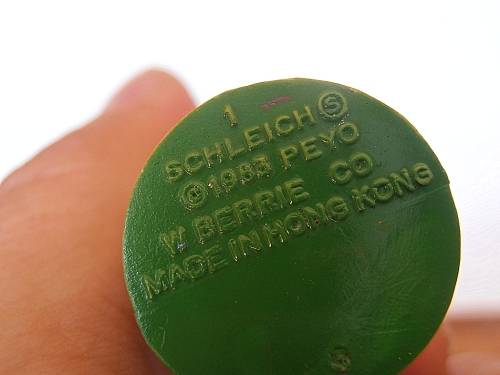 1
SCHLEICH Ⓢ
© 1983 PEYO
W BERRIE CO.
MADE IN HONG KONG
S